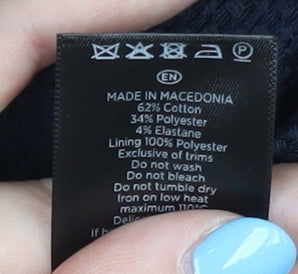 P
EN
MADE IN MACEDONIA
62% Cotton
34% Polyester
4% Elastane
Lining 100% Polyester
Exclusive of trims
Do not wash
Do not bleach
Do not tumble dry
Iron on low heat
maximum 110°C
If